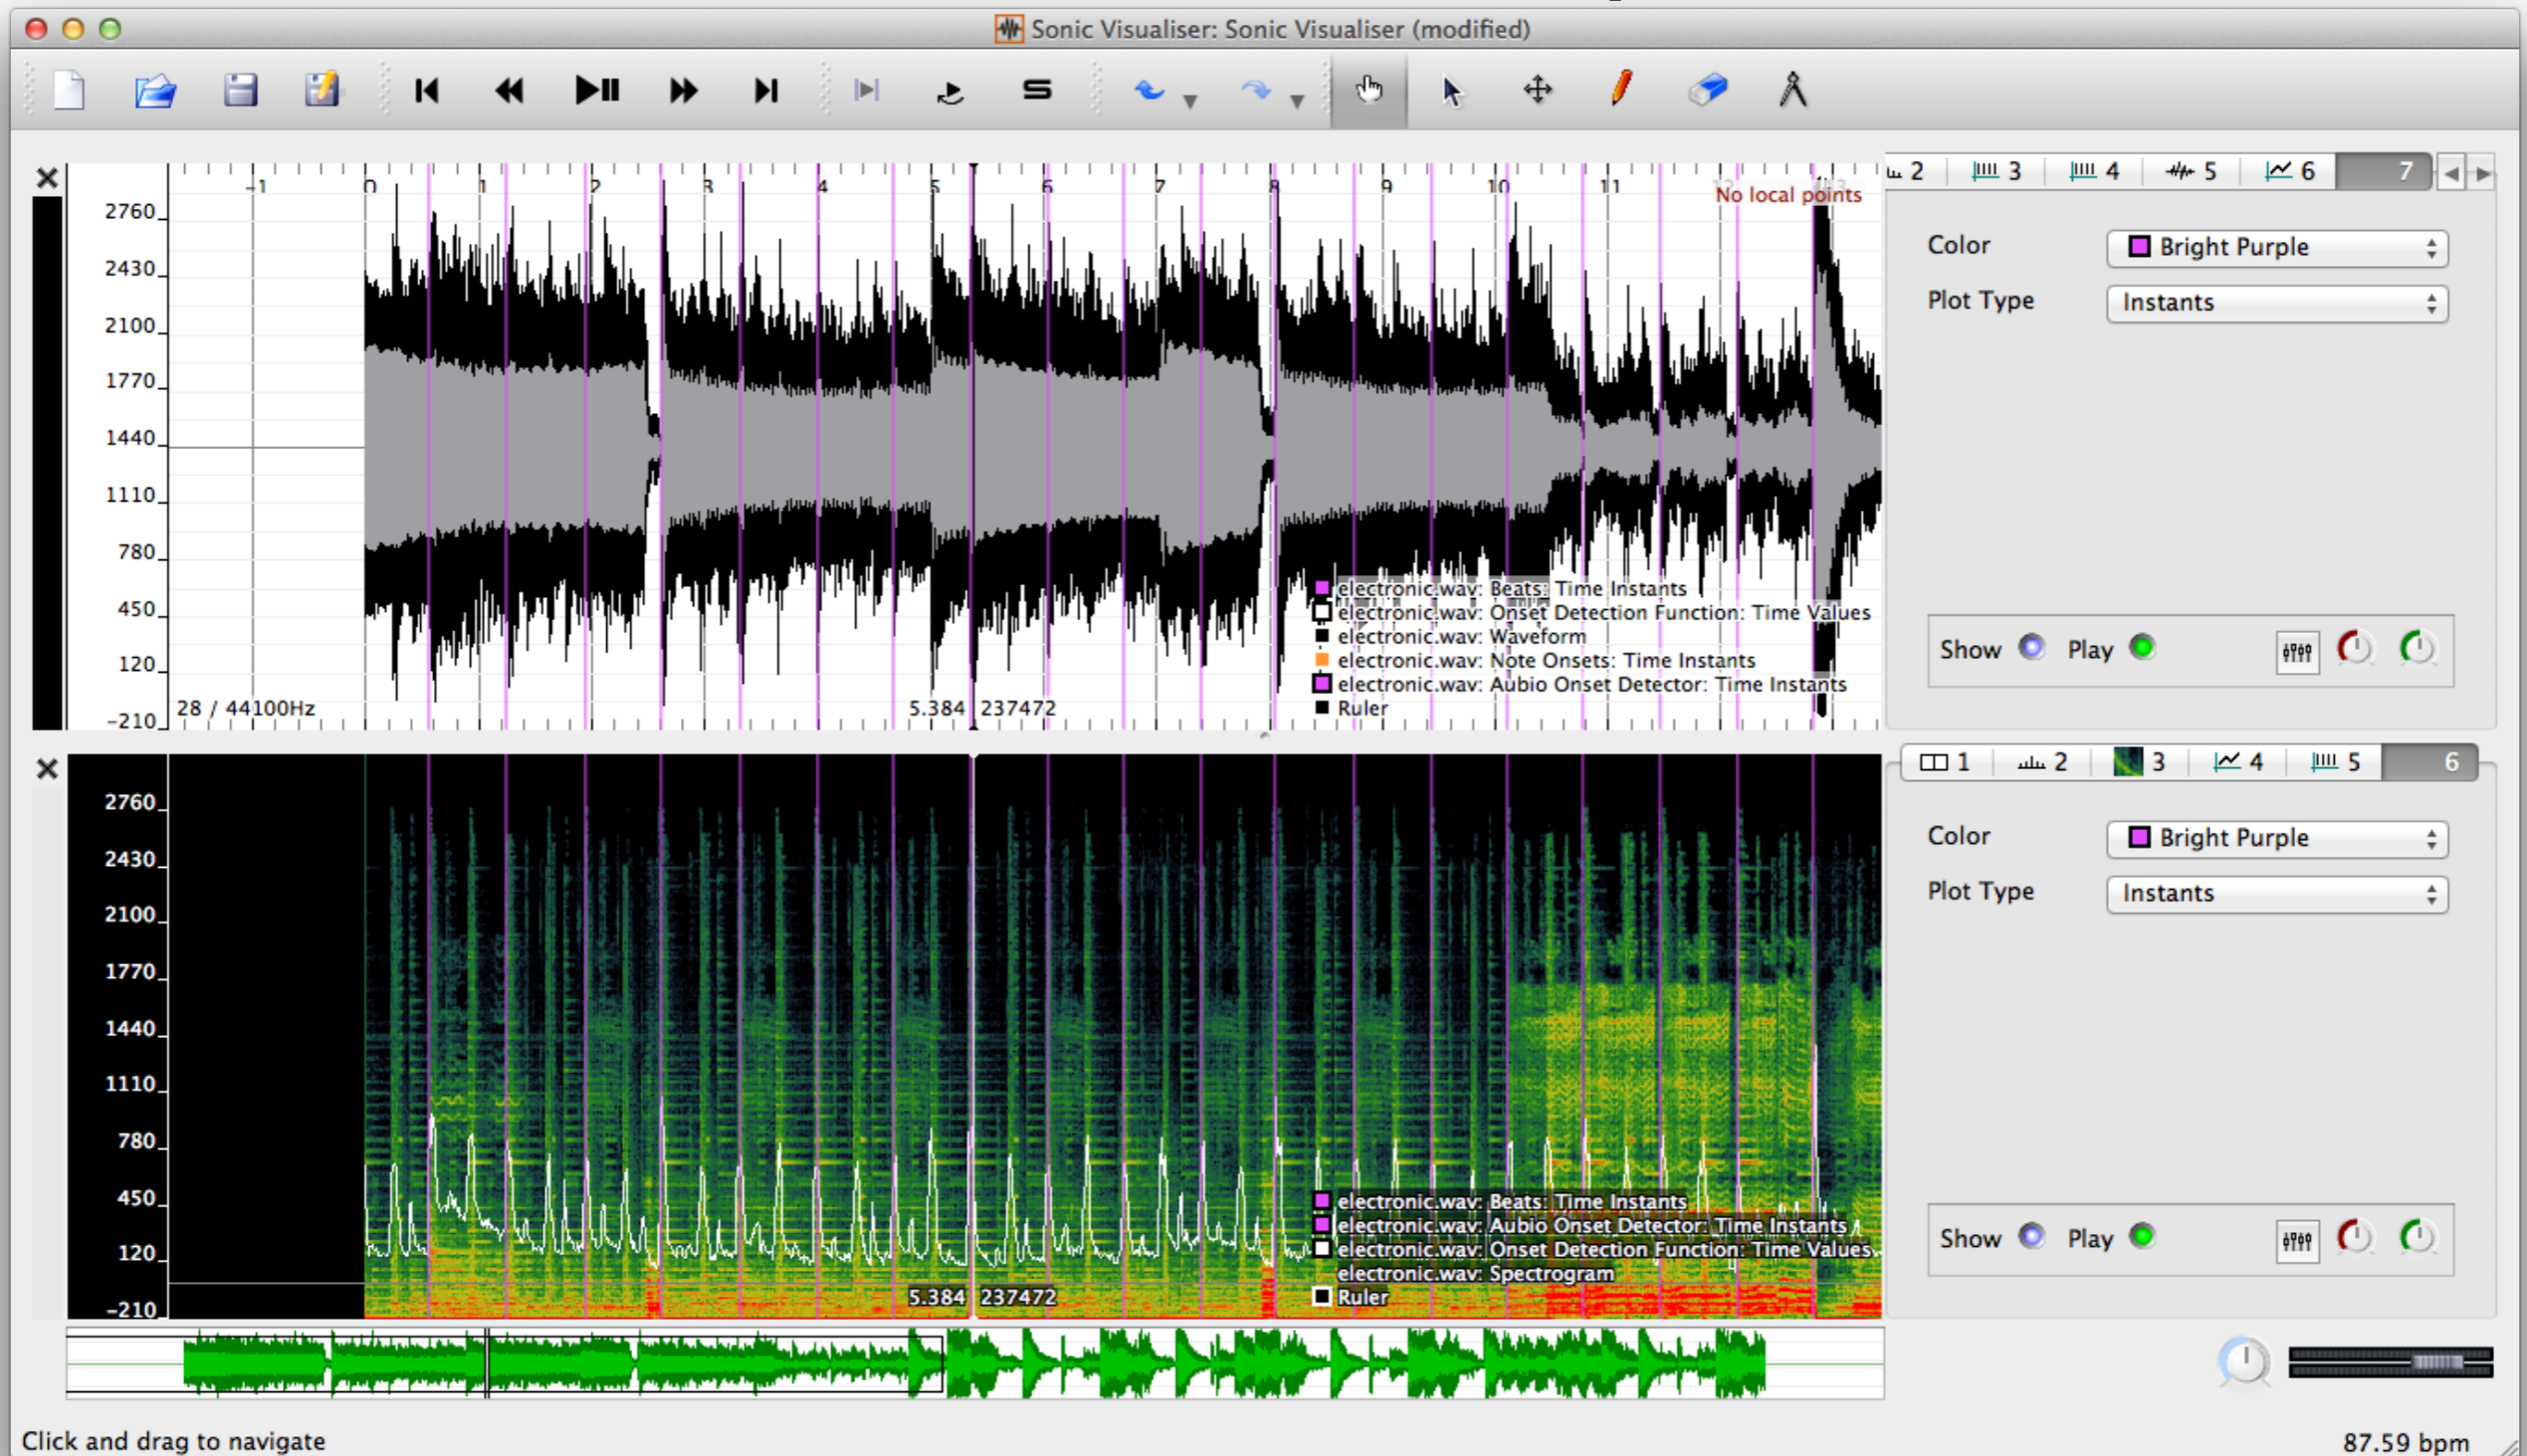 Sonic Visualiser: Sonic Visualiser (modified)
-1 0 1 2 3 4 5 6 7 8 9 10 11
No local points
2760
2430
2100
1770
1440
1110
780
450
120
-210
electronic.wav: Beats: Time Instants
electronic.wav: Onset Detection Function: Time Values
electronic.wav: Waveform
electronic.wav: Note Onsets: Time Instants
electronic.wav: Aubio Onset Detector: Time Instants
Ruler
28 / 44100Hz
5.384 237472
2 3 4 5 6 7
Color Bright Purple
Plot Type Instants
Show Play
2760
2430
2100
1770
1440
1110
780
450
120
-210
electronic.wav: Beats: Time Instants
electronic.wav: Aubio Onset Detector: Time Instants
electronic.wav: Onset Detection Function: Time Values
electronic.wav: Spectrogram
Ruler
5.384 237472
1 2 3 4 5 6
Color Bright Purple
Plot Type Instants
Show Play
Click and drag to navigate
87.59 bpm